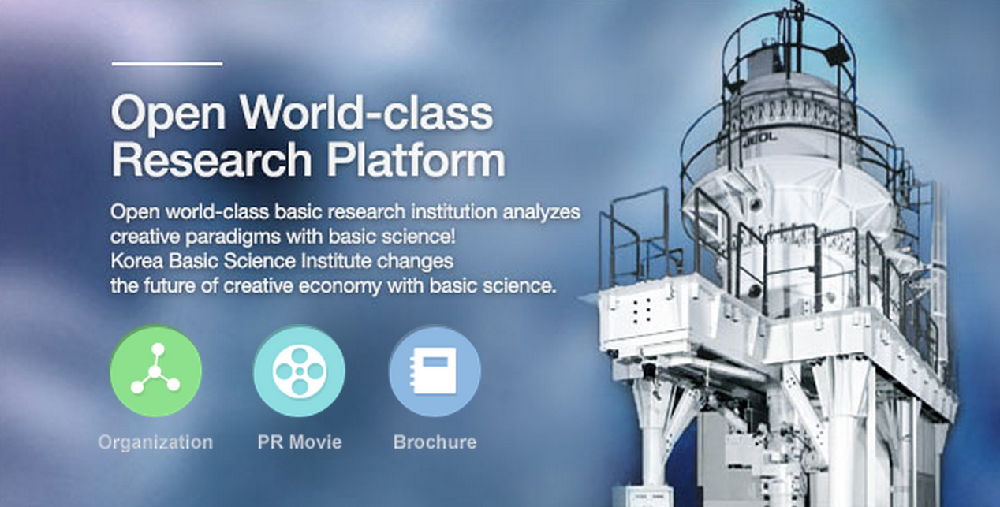 Open World-class
Research Platform
Open world-class basic research institution analyzes
creative paradigms with basic science!
Korea Basic Science Institute changes
the future of creative economy with basic science.
Organization
PR Movie
Brochure
JEOL